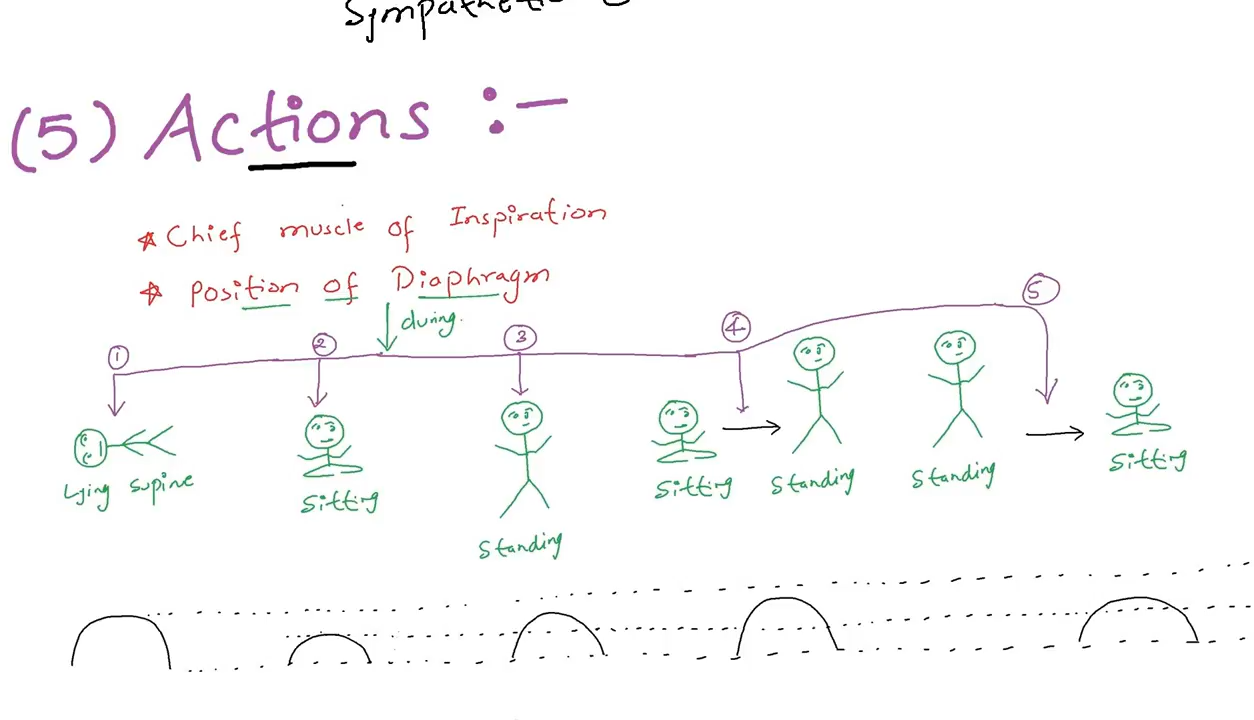 Sympathetic
(5) Actions :-
* Chief muscle of Inspiration
* Position of Diaphragm
during.
1 2 3 4 5
Lying Supine
Sitting
Standing
Sitting
Standing
Standing
Sitting